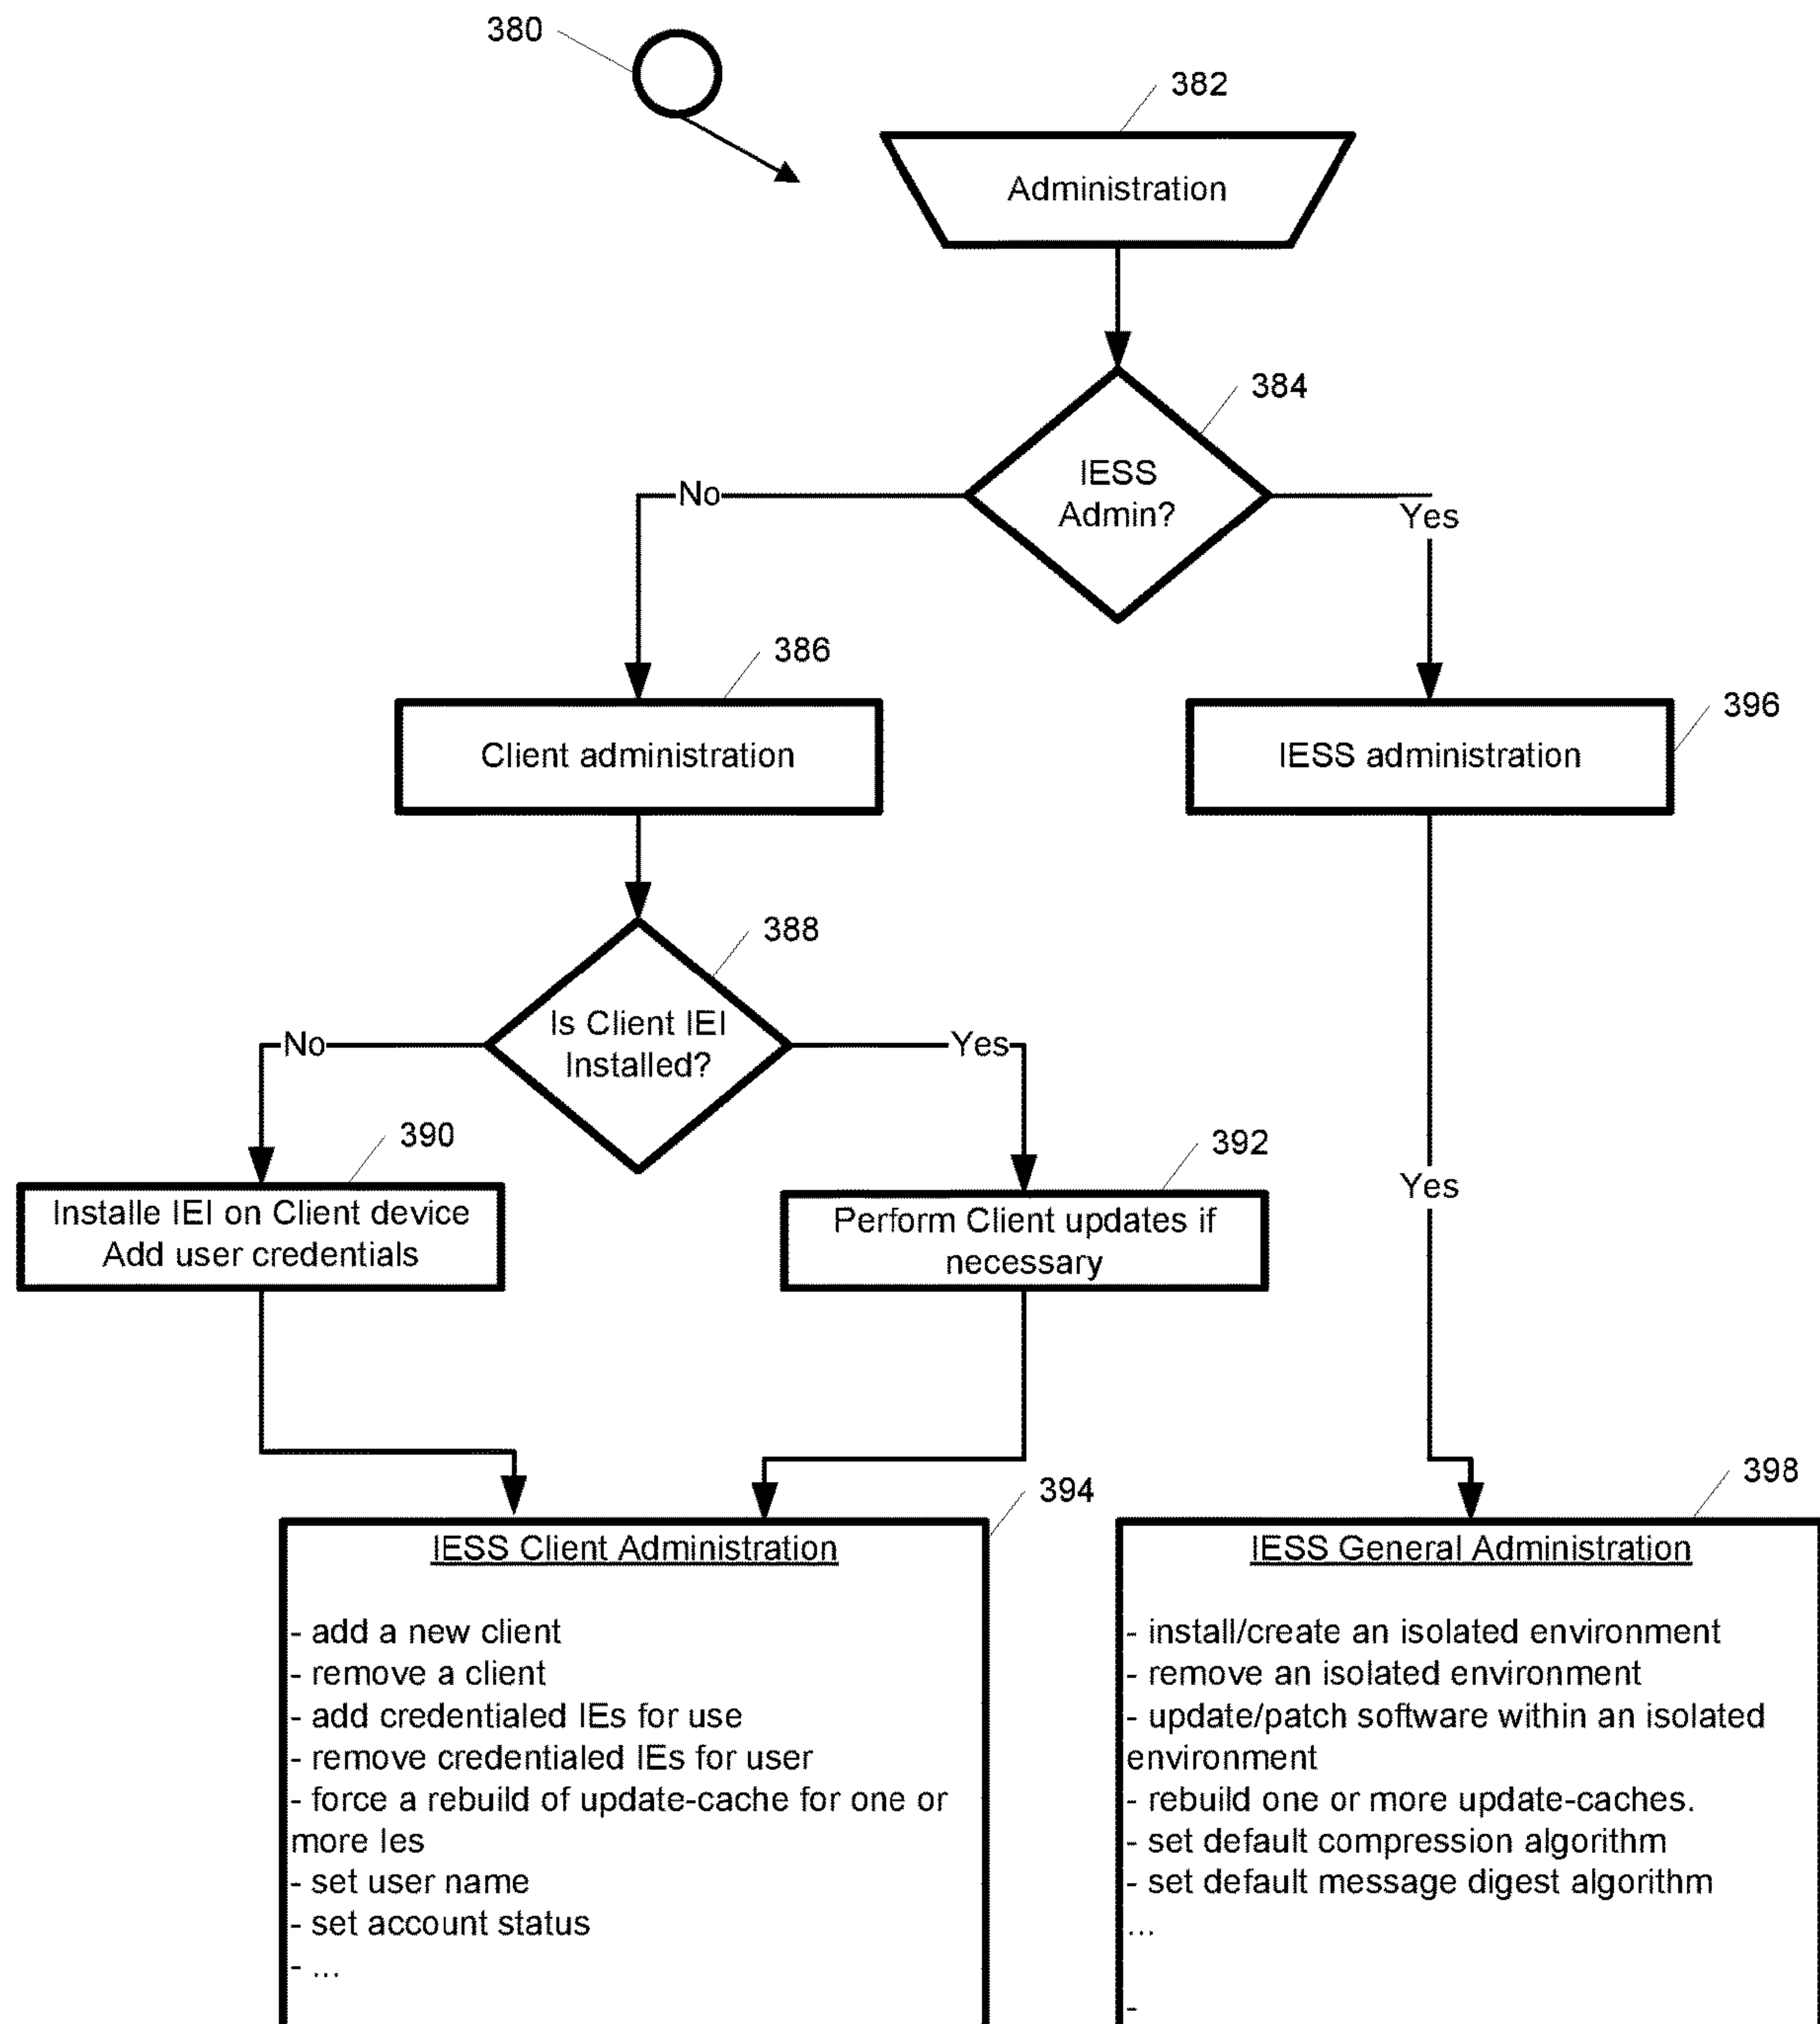 380
382
Administration
384
IESS
Admin?
No
Yes
386
Client administration
396
IESS administration
388
Is Client IEI
Installed?
No
Yes
390
Installe IEI on Client device
Add user credentials
392
Perform Client updates if
necessary
Yes
394
IESS Client Administration
- add a new client
- remove a client
- add credentialed IEs for use
- remove credentialed IEs for user
- force a rebuild of update-cache for one or
more Ies
- set user name
- set account status
- ...
398
IESS General Administration
- install/create an isolated environment
- remove an isolated environment
- update/patch software within an isolated
environment
- rebuild one or more update-caches.
- set default compression algorithm
- set default message digest algorithm
...
-